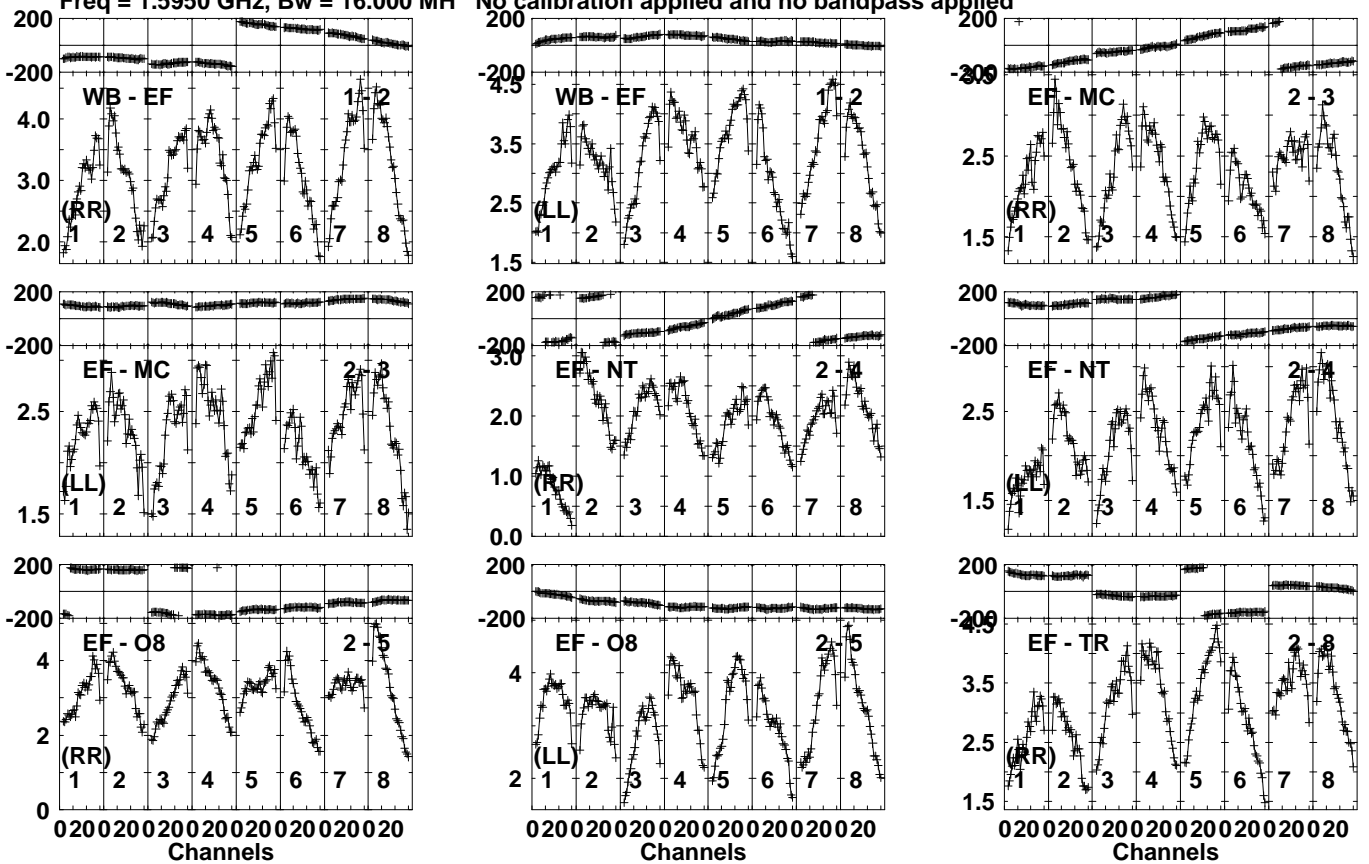 Freq = 1.5950 GHz, Bw = 16.000 MH No calibration applied and no bandpass applied
200 200 200
-200 -200 -200
WB - EF 1 - 2 WB - EF 1 - 2 EF - MC 2 - 3
4.0 4.5 3.5
3.0 3.5 2.5
2.0 2.5 1.5
1.5
(RR) (LL) (RR)
1 2 3 4 5 6 7 8 1 2 3 4 5 6 7 8 1 2 3 4 5 6 7 8
200 200 200
-200 -200 -200
EF - MC 2 - 3 EF - NT 2 - 4 EF - NT 2 - 4
2.5 3.0 2.5
1.5 2.0 1.5
1.0
0.0
(LL) (RR) (LL)
1 2 3 4 5 6 7 8 1 2 3 4 5 6 7 8 1 2 3 4 5 6 7 8
200 200 200
-200 -200 -200
EF - O8 2 - 5 EF - O8 2 - 5 EF - TR 2 - 8
4 4 4.5
2 2 3.5
0 2.5
1.5
(RR) (LL) (RR)
1 2 3 4 5 6 7 8 1 2 3 4 5 6 7 8 1 2 3 4 5 6 7 8
0 20 0 20 0 20 0 20 0 20 0 20 0 20 0 20 0 20 0 20 0 20 0 20 0 20 0 20 0 20 0 20 0 20 0 20 0 20 0 20 0 20 0 20 0 20 0 20
Channels Channels Channels